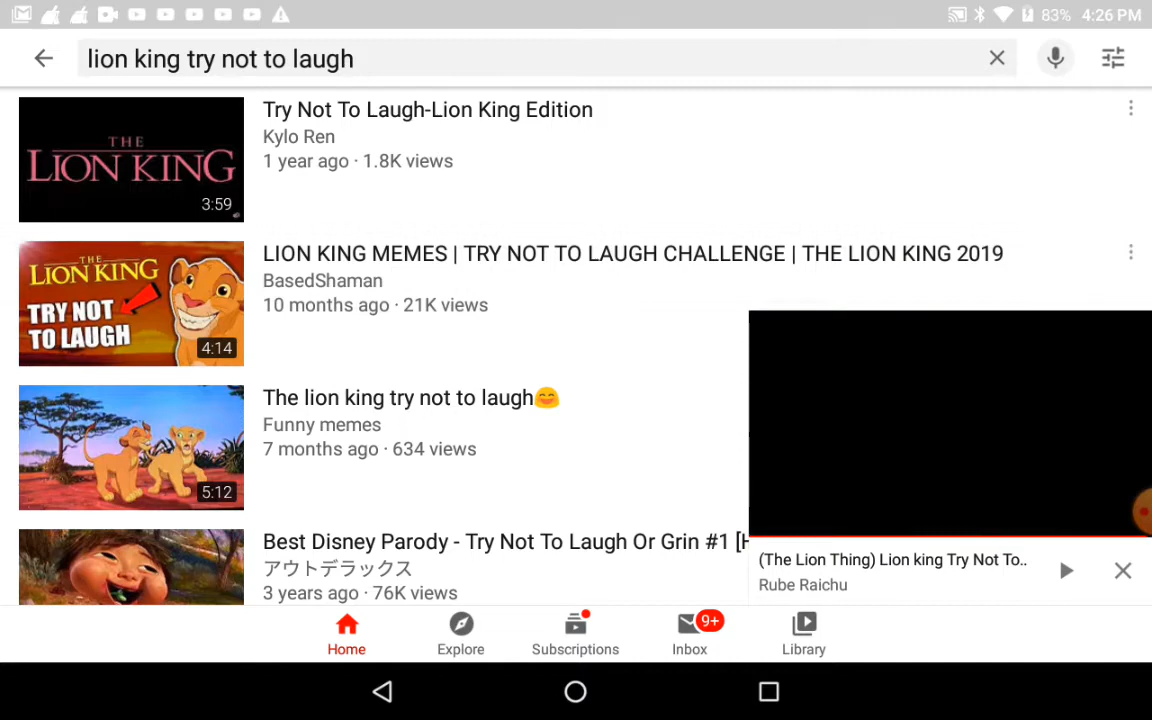 83% 4:26 PM
lion king try not to laugh
THE
LION KING
3:59
Try Not To Laugh-Lion King Edition
Kylo Ren
1 year ago · 1.8K views
THE
LION KING
TRY NOT
TO LAUGH
4:14
LION KING MEMES | TRY NOT TO LAUGH CHALLENGE | THE LION KING 2019
BasedShaman
10 months ago · 21K views
5:12
The lion king try not to laugh😊
Funny memes
7 months ago · 634 views
Best Disney Parody - Try Not To Laugh Or Grin #1 [H
アウトデラックス
3 years ago · 76K views
(The Lion Thing) Lion king Try Not To..
Rube Raichu
9+
Home Explore Subscriptions Inbox Library